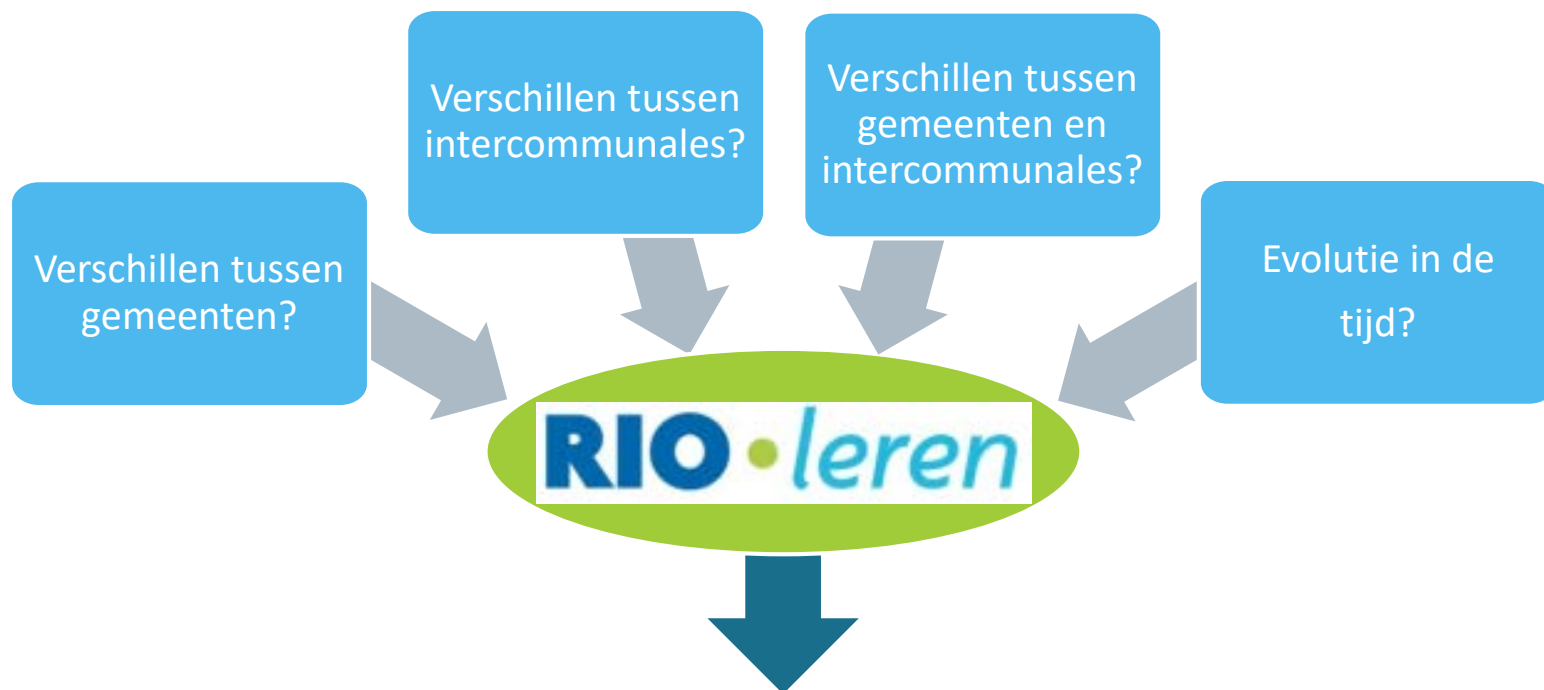 Verschillen tussen
gemeenten?
Verschillen tussen
intercommunales?
Verschillen tussen
gemeenten en
intercommunales?
Evolutie in de
tijd?
RIO • leren